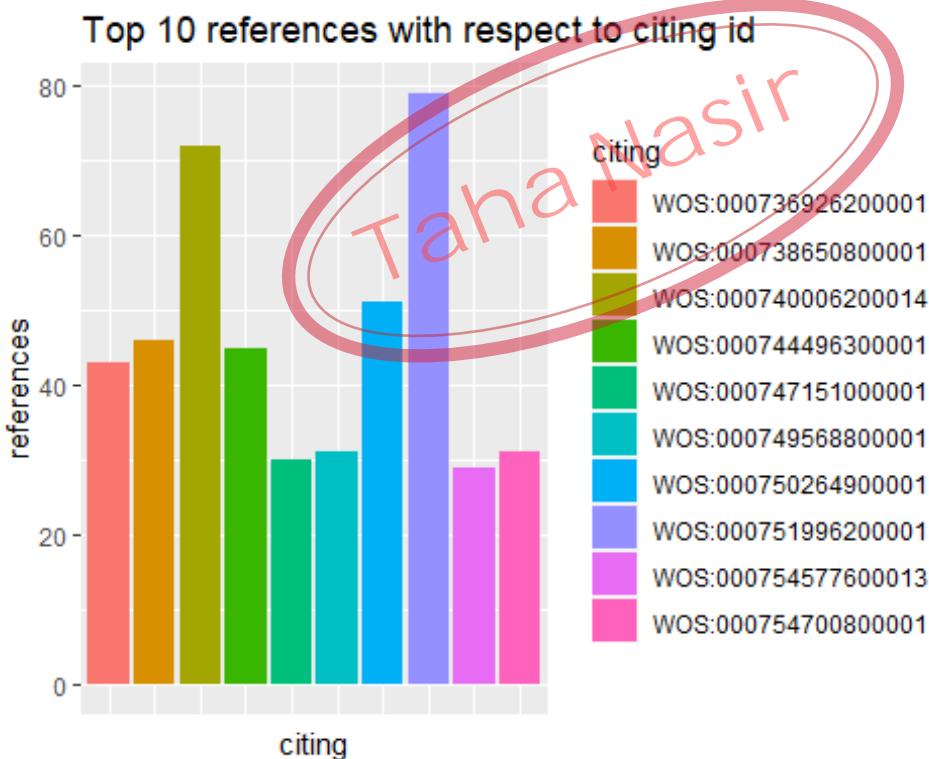 Top 10 references with respect to citing id
80
60
40
20
0
references
citing
citing
WOS:000736926200001
WOS:000738650800001
WOS:000740006200014
WOS:000744496300001
WOS:000747151000001
WOS:000749568800001
WOS:000750264900001
WOS:000751996200001
WOS:000754577600013
WOS:000754700800001
Taha Nasir